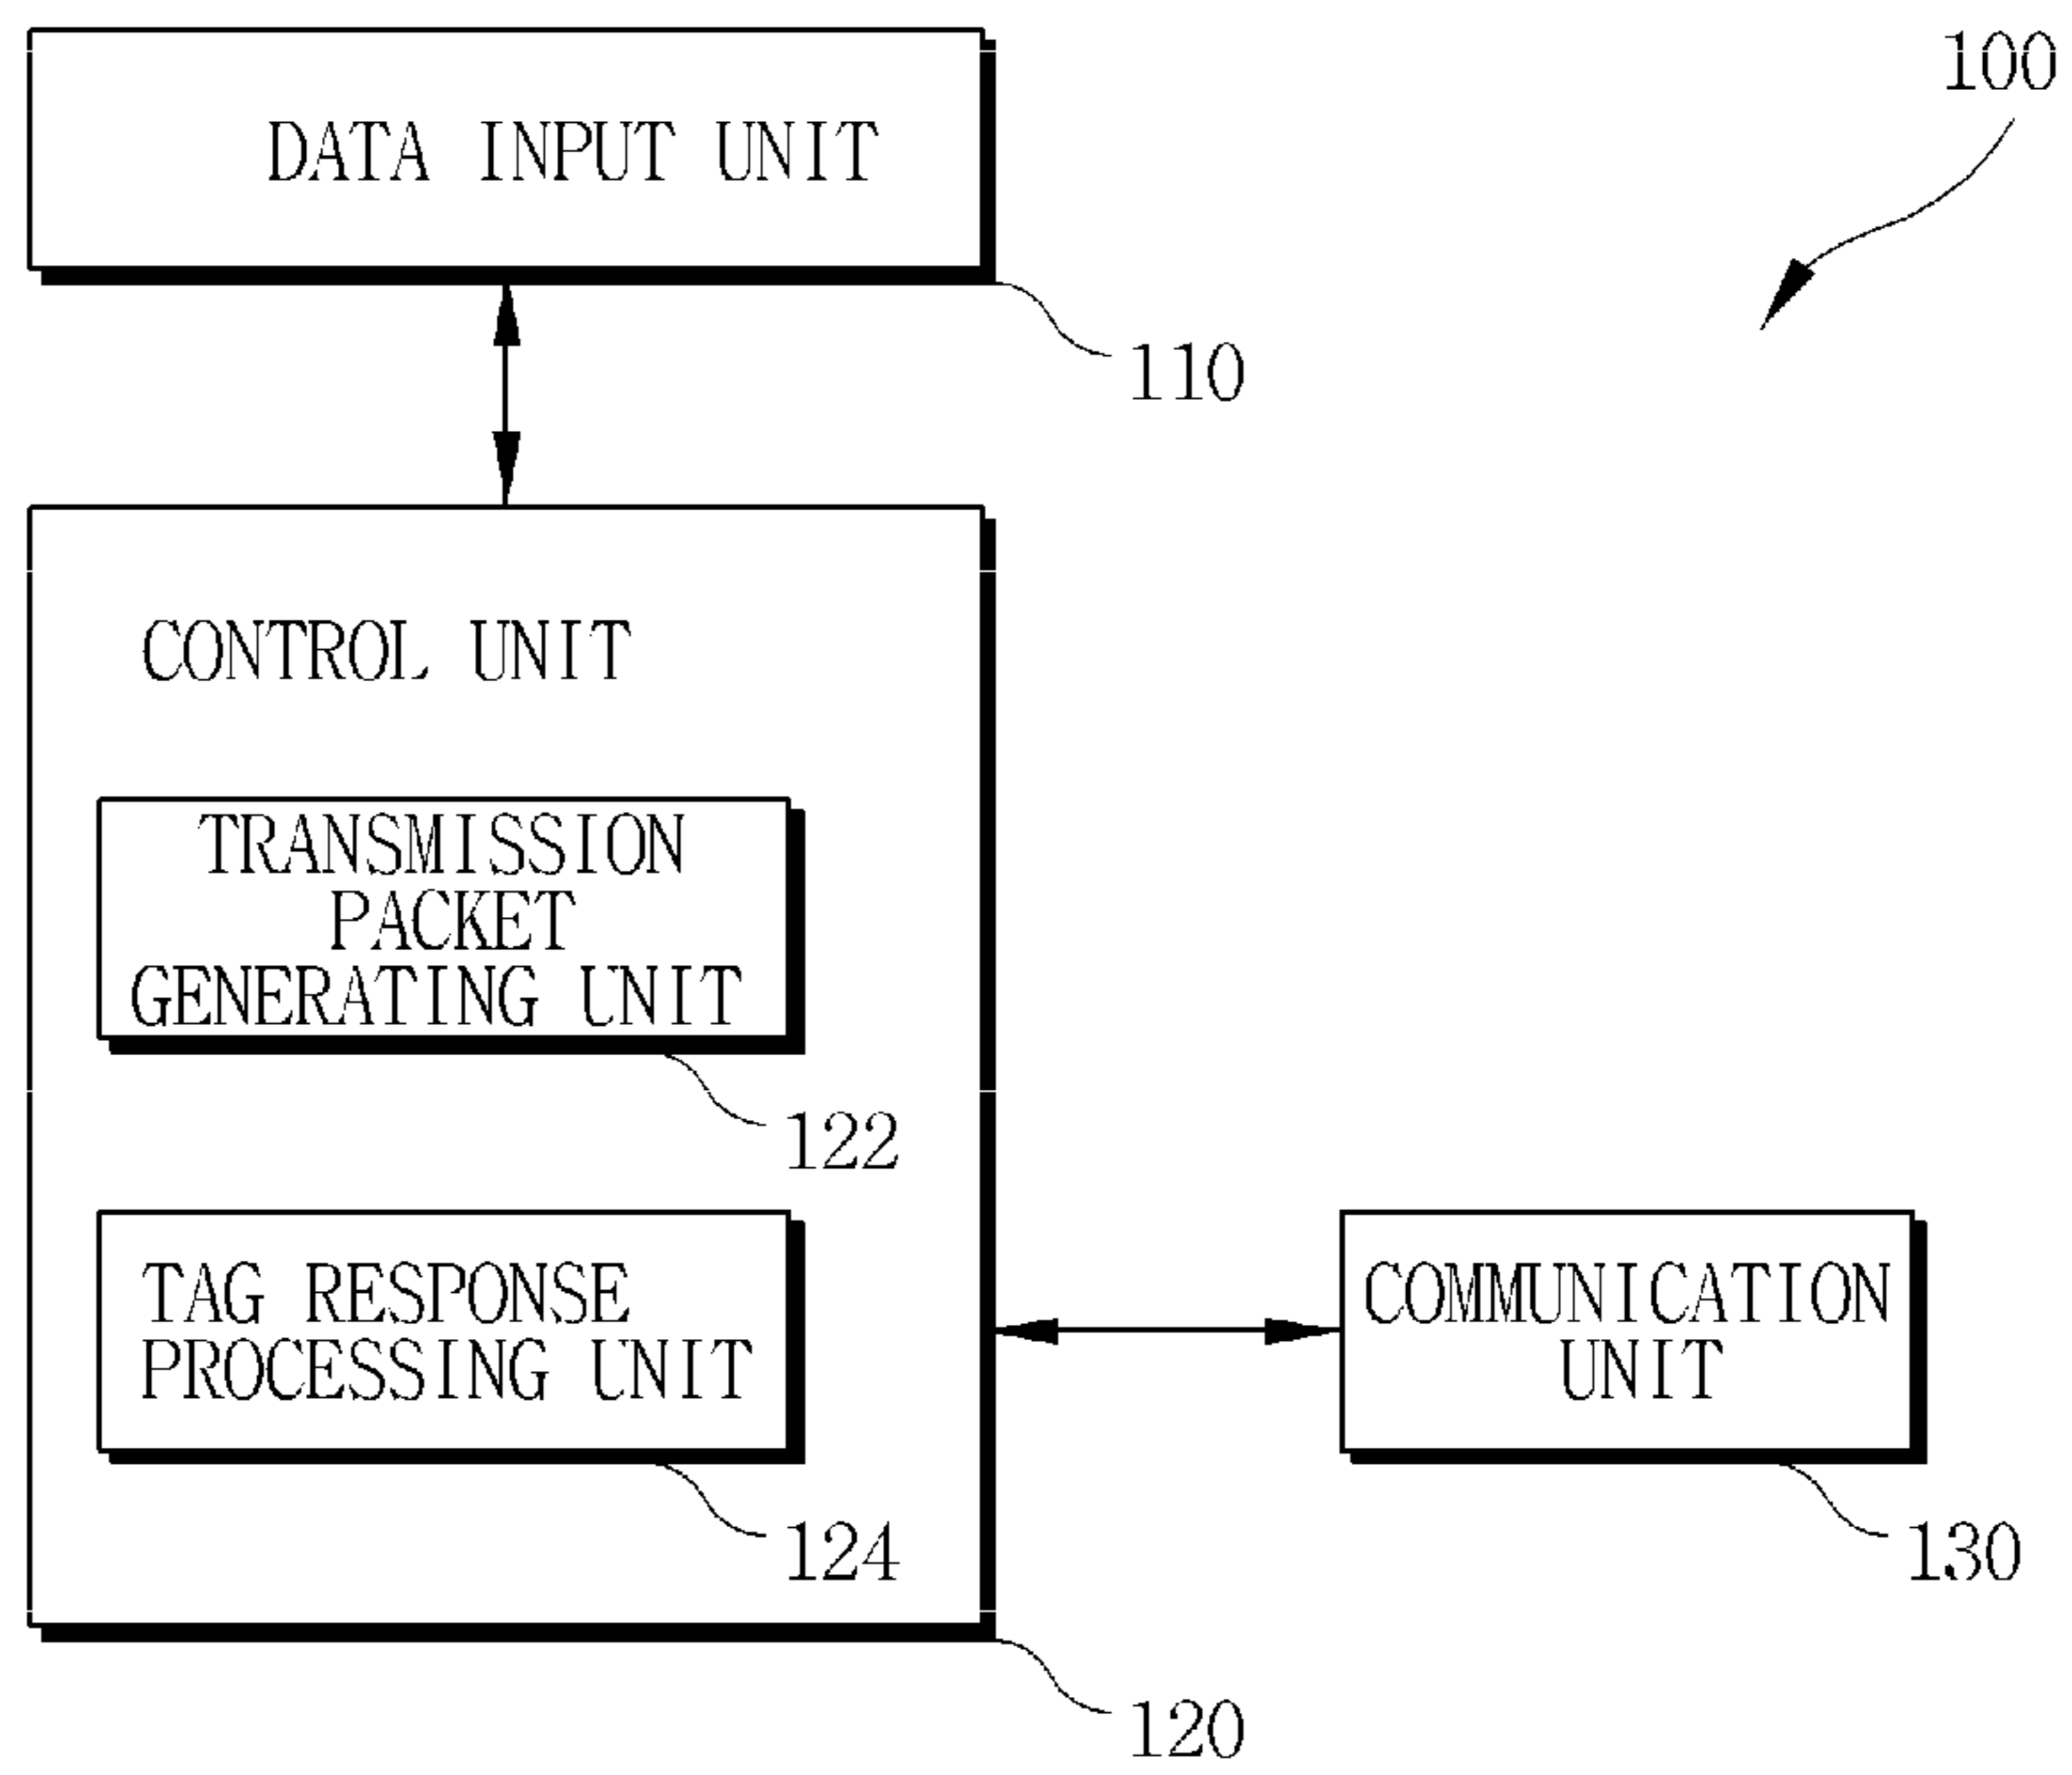 100
DATA INPUT UNIT
110
CONTROL UNIT
TRANSMISSION
PACKET
GENERATING UNIT
122
TAG RESPONSE
PROCESSING UNIT
124
COMMUNICATION
UNIT
130
120